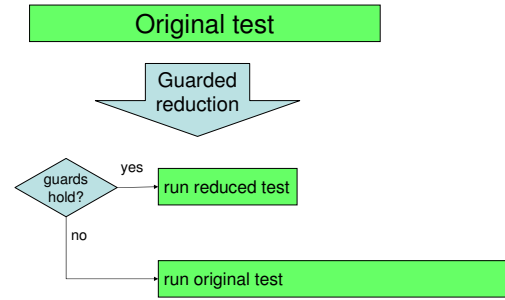 Original test
Guarded
reduction
guards
hold?
yes
run reduced test
no
run original test